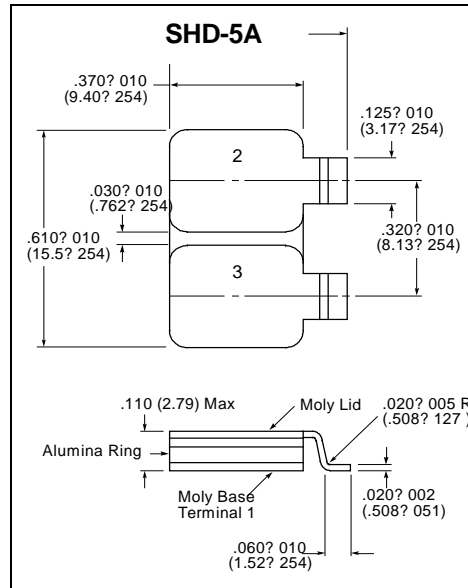 SHD-5A
.370? 010
(9.40? 254)
.125? 010
(3.17? 254)
2
.030? 010
(.762? 254)
.320? 010
(8.13? 254)
.610? 010
(15.5? 254)
3
.110 (2.79) Max
Moly Lid
.020? 005 R
(.508? 127 )
Alumina Ring
Moly Base
Terminal 1
.020? 002
(.508? 051)
.060? 010
(1.52? 254)